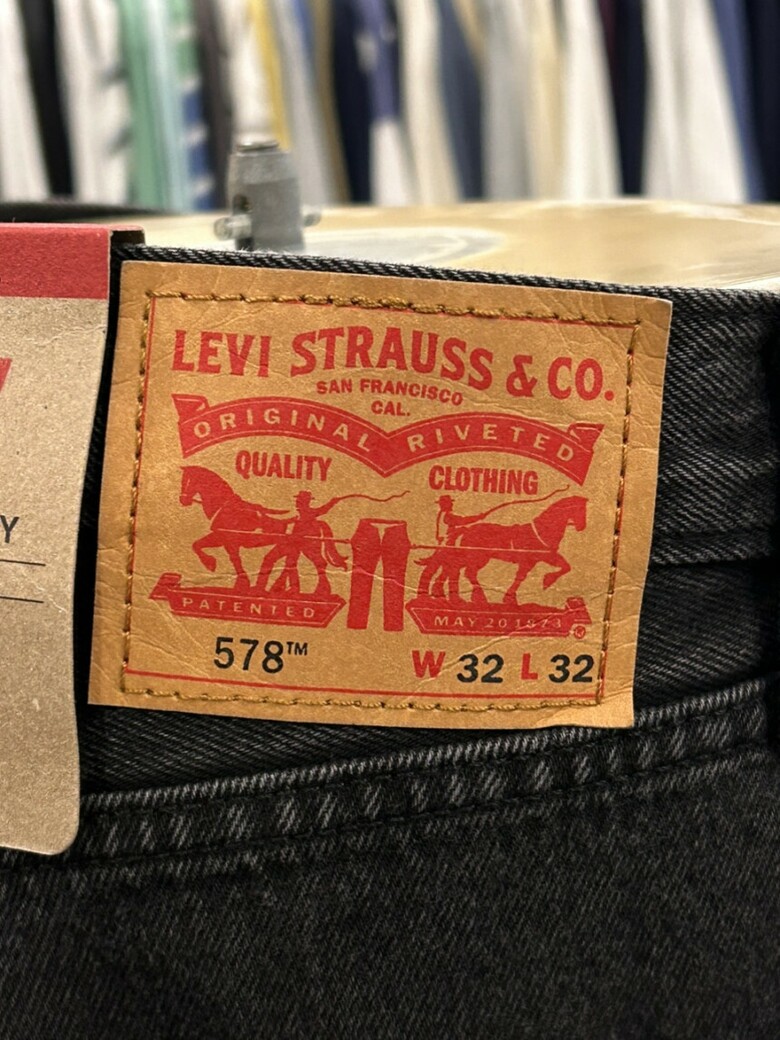 LEVI STRAUSS & CO.
SAN FRANCISCO
CAL.
ORIGINAL RIVETED
QUALITY CLOTHING
PATENTED MAY 20 1873 ®
578™ W 32 L 32
Y